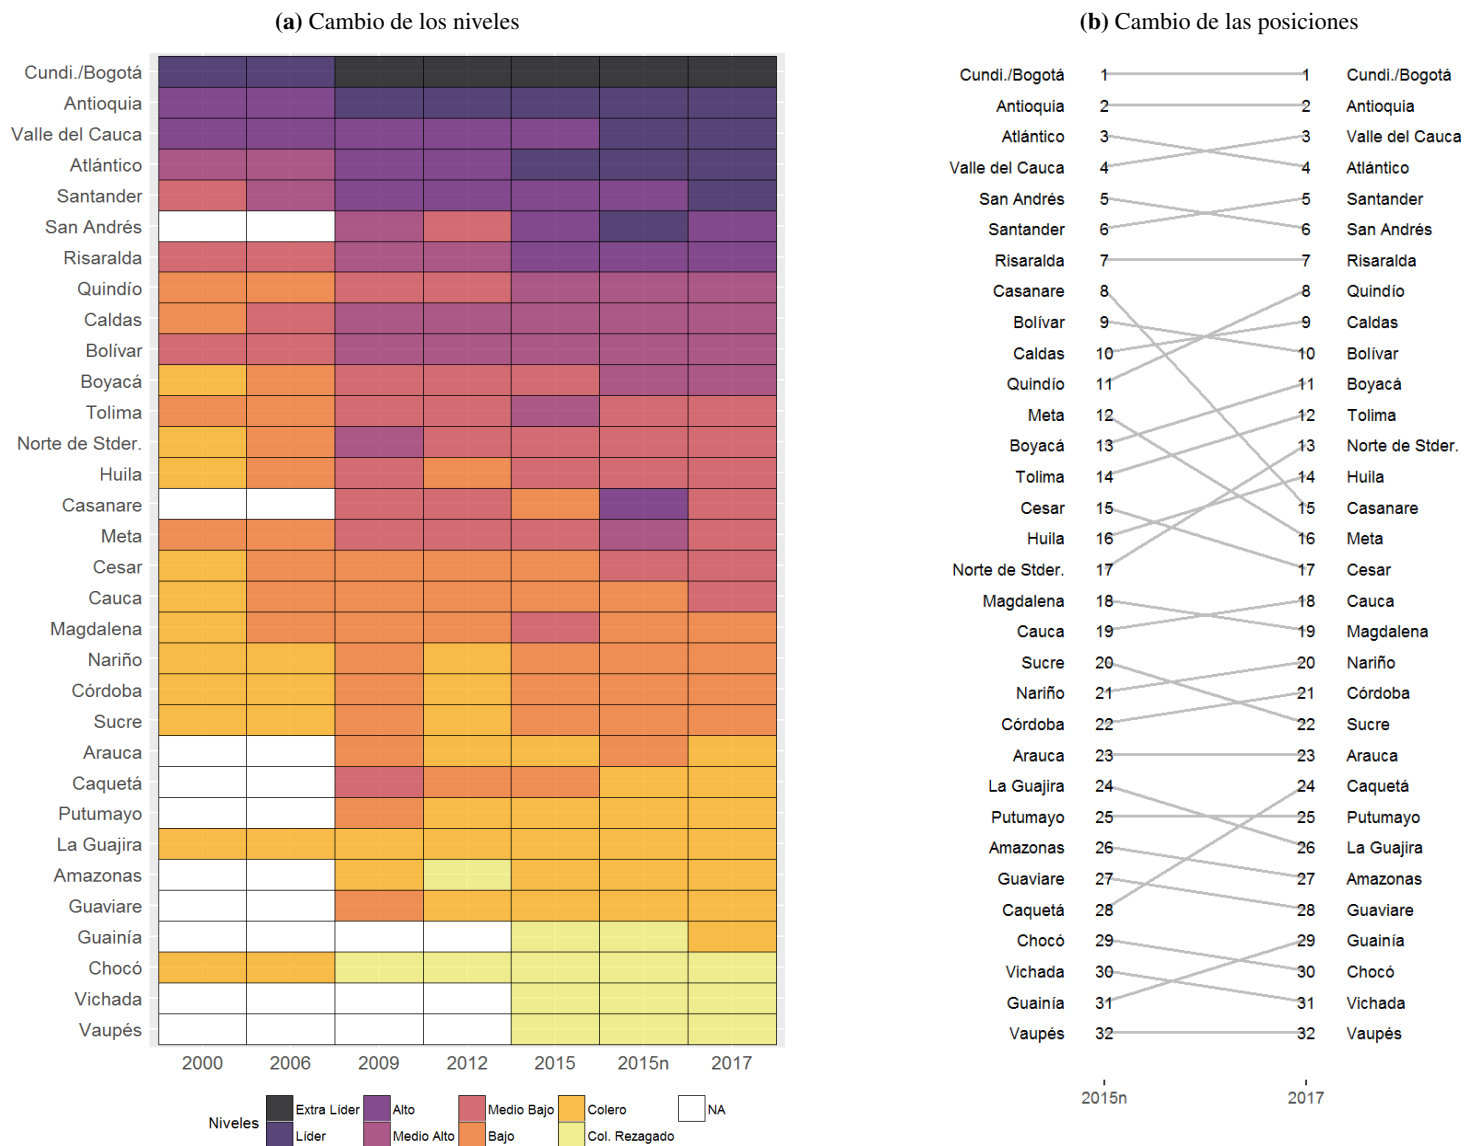 (a) Cambio de los niveles
Cundi./Bogotá
Antioquia
Valle del Cauca
Atlántico
Santander
San Andrés
Risaralda
Quindío
Caldas
Bolívar
Boyacá
Tolima
Norte de Stder.
Huila
Casanare
Meta
Cesar
Cauca
Magdalena
Nariño
Córdoba
Sucre
Arauca
Caquetá
Putumayo
La Guajira
Amazonas
Guaviare
Guainía
Chocó
Vichada
Vaupés
2000 2006 2009 2012 2015 2015n 2017
Niveles
Extra Líder Alto Medio Bajo Colero NA
Líder Medio Alto Bajo Col. Rezagado
(b) Cambio de las posiciones
Cundi./Bogotá 1 1 Cundi./Bogotá
Antioquia 2 2 Antioquia
Atlántico 3 3 Valle del Cauca
Valle del Cauca 4 4 Atlántico
San Andrés 5 5 Santander
Santander 6 6 San Andrés
Risaralda 7 7 Risaralda
Casanare 8 8 Quindío
Bolívar 9 9 Caldas
Caldas 10 10 Bolívar
Quindío 11 11 Boyacá
Meta 12 12 Tolima
Boyacá 13 13 Norte de Stder.
Tolima 14 14 Huila
Cesar 15 15 Casanare
Huila 16 16 Meta
Norte de Stder. 17 17 Cesar
Magdalena 18 18 Cauca
Cauca 19 19 Magdalena
Sucre 20 20 Nariño
Nariño 21 21 Córdoba
Córdoba 22 22 Sucre
Arauca 23 23 Arauca
La Guajira 24 24 Caquetá
Putumayo 25 25 Putumayo
Amazonas 26 26 La Guajira
Guaviare 27 27 Amazonas
Caquetá 28 28 Guaviare
Chocó 29 29 Guainía
Vichada 30 30 Chocó
Guainía 31 31 Vichada
Vaupés 32 32 Vaupés
2015n 2017